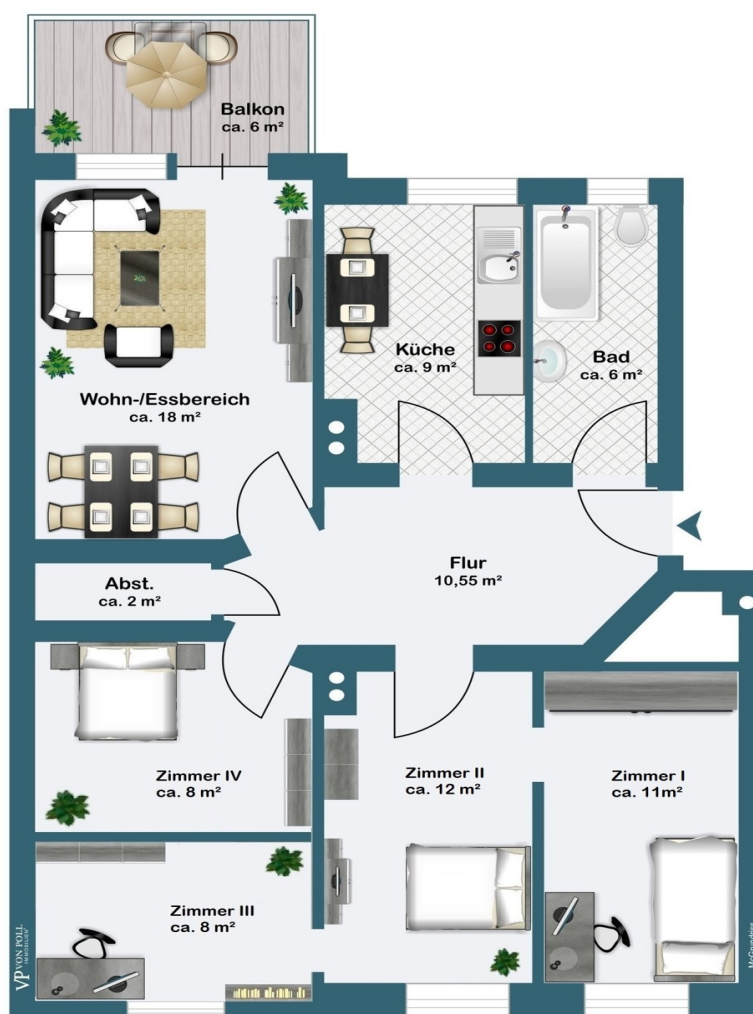 Balkon
ca. 6 m²
Küche
ca. 9 m²
Bad
ca. 6 m²
Wohn-/Essbereich
ca. 18 m²
Flur
10,55 m²
Abst.
ca. 2 m²
Zimmer IV
ca. 8 m²
Zimmer II
ca. 12 m²
Zimmer I
ca. 11m²
Zimmer III
ca. 8 m²
VP VON POLL
IMMOBILIEN
McGrundriss